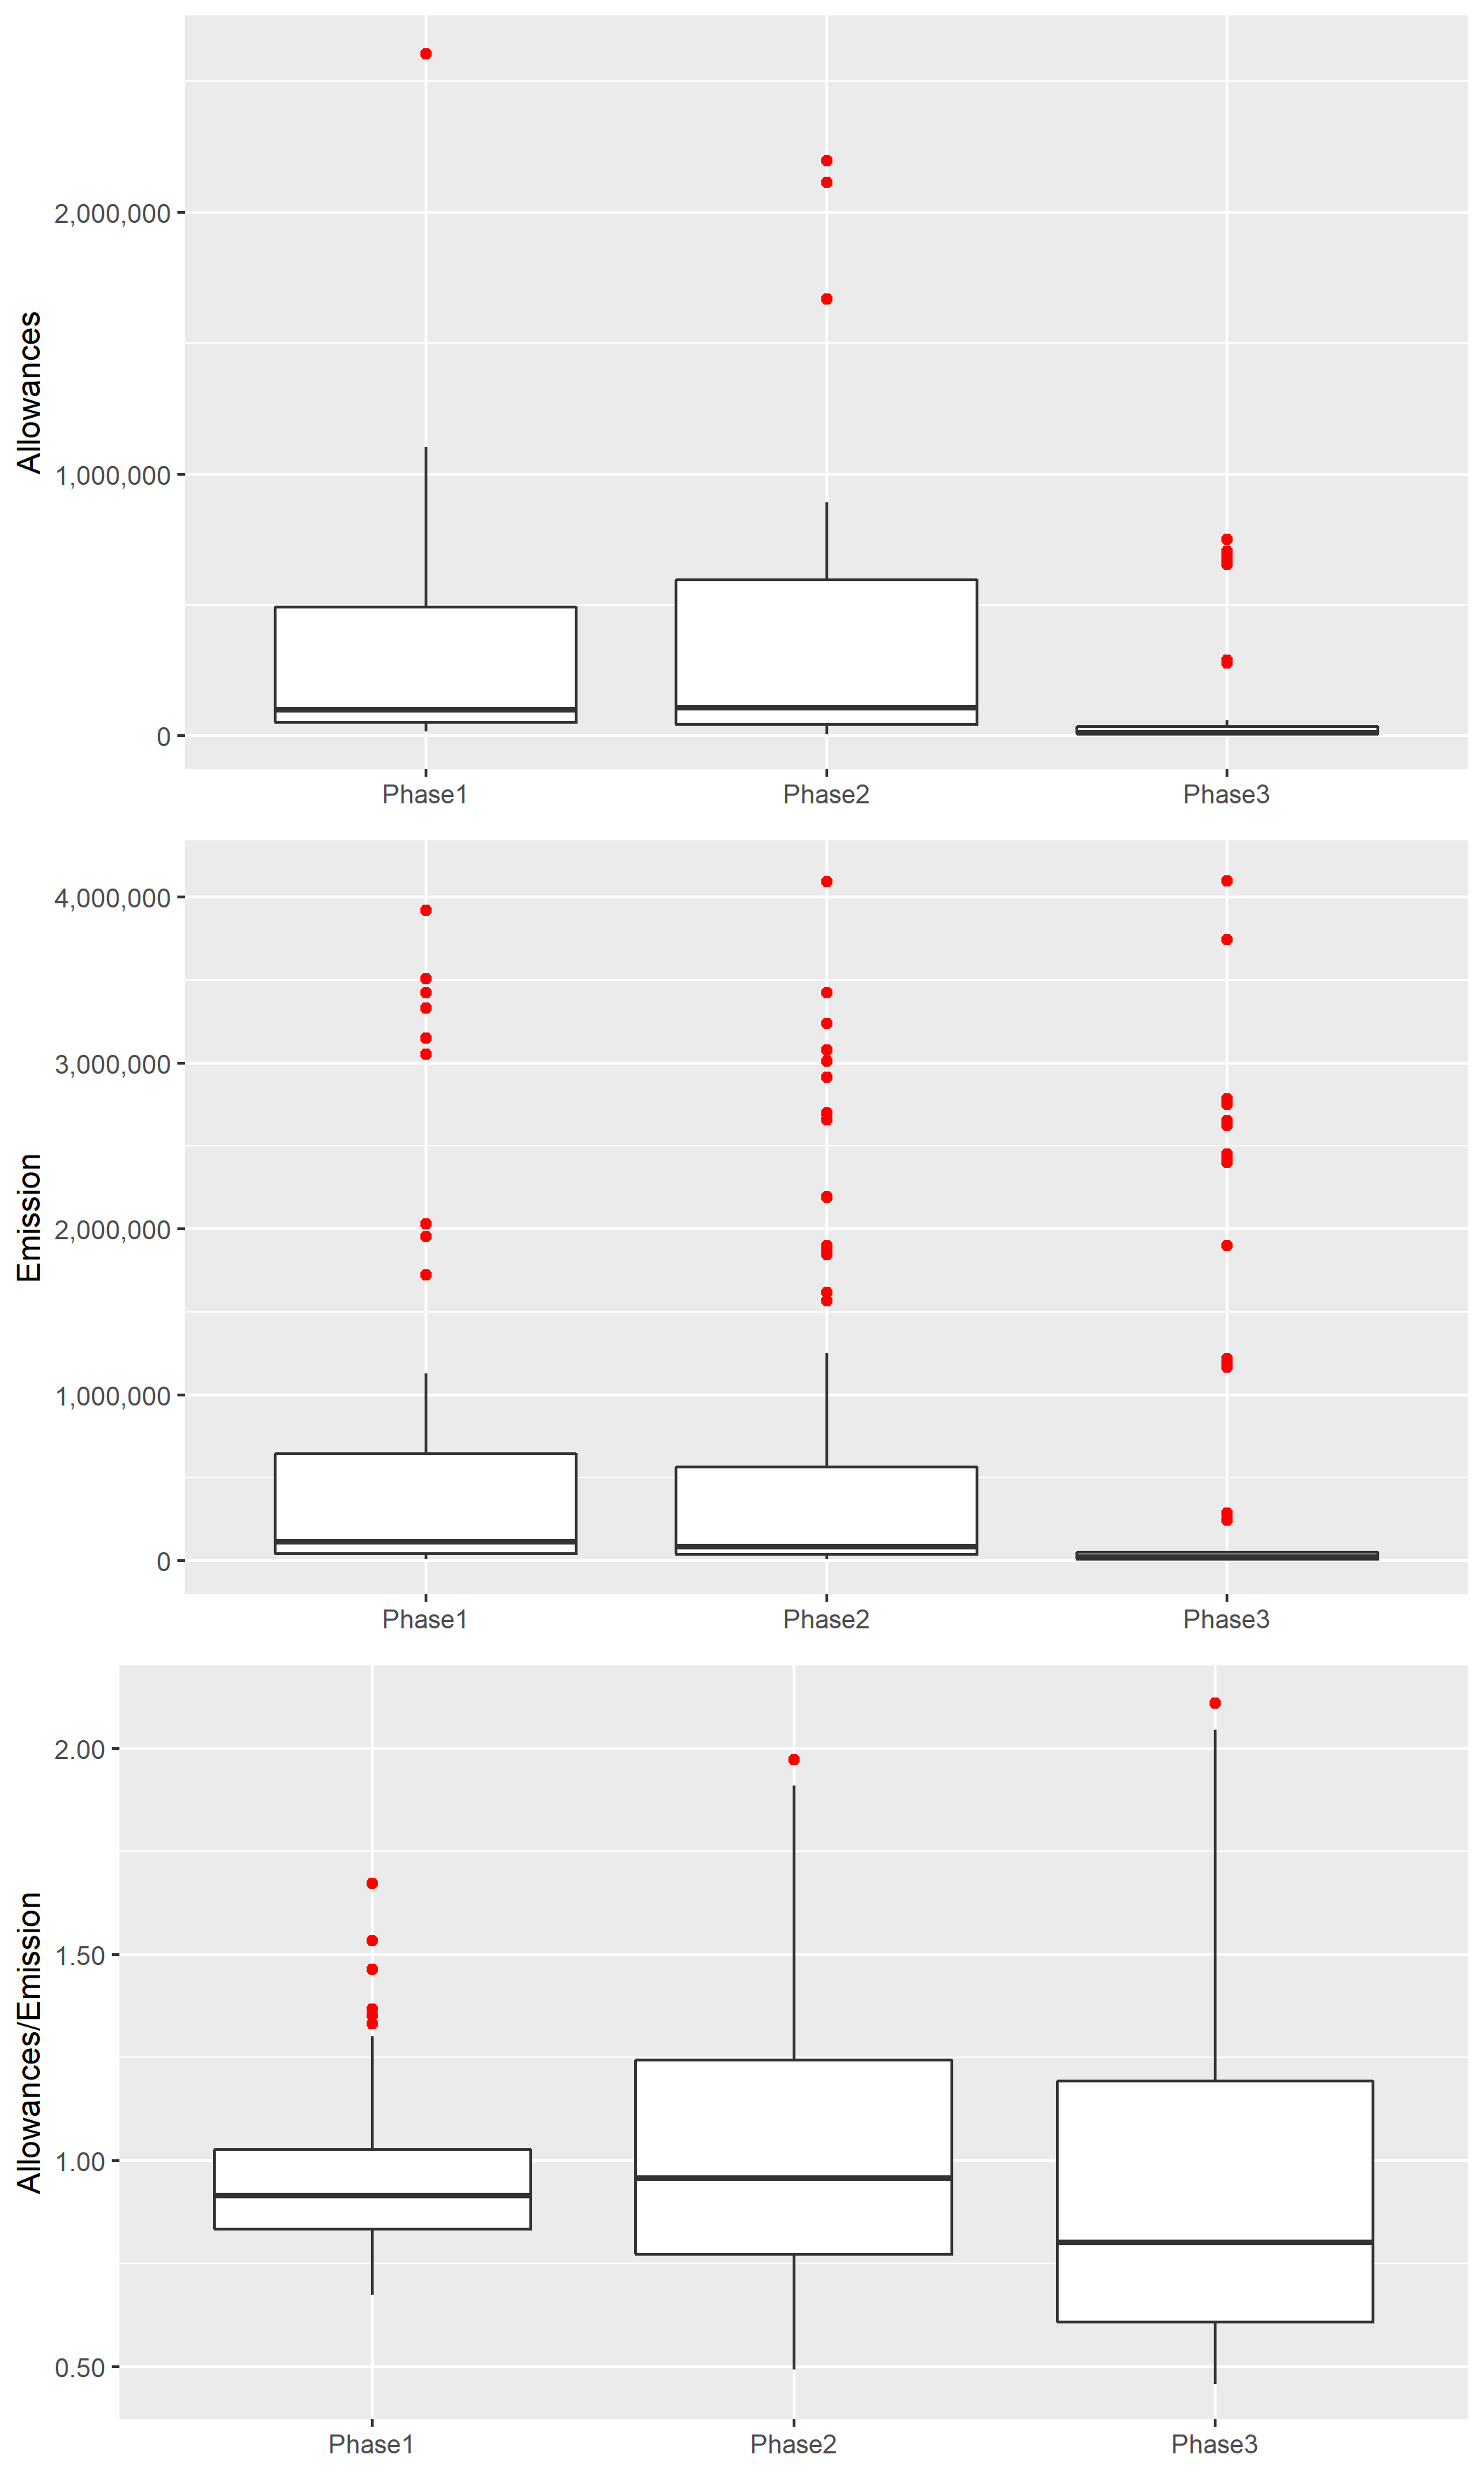 Allowances
2,000,000
1,000,000
0
Phase1 Phase2 Phase3
Emission
4,000,000
3,000,000
2,000,000
1,000,000
0
Phase1 Phase2 Phase3
Allowances/Emission
2.00
1.50
1.00
0.50
Phase1 Phase2 Phase3